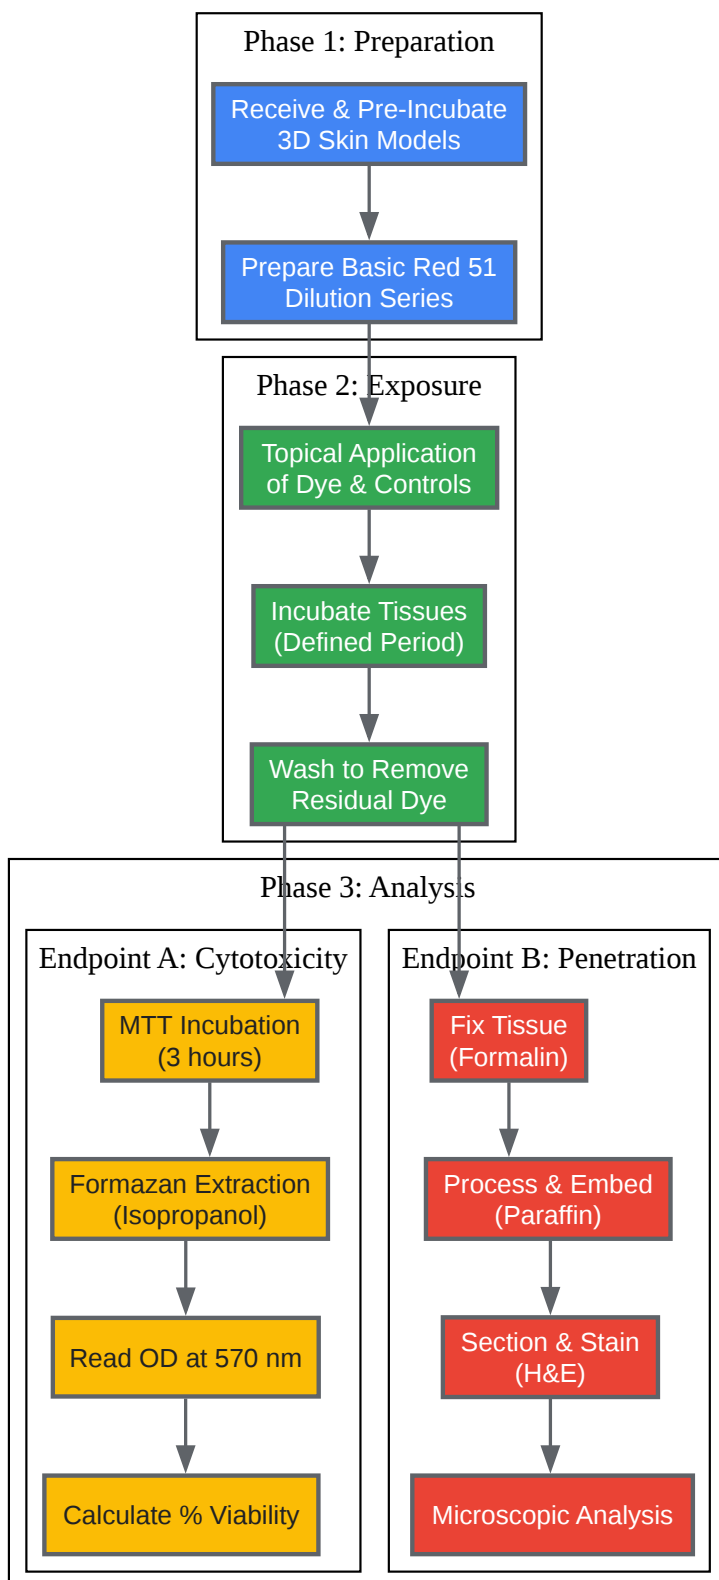 Phase 1: Preparation
Receive & Pre-Incubate
3D Skin Models
Prepare Basic Red 51
Dilution Series
Phase 2: Exposure
Topical Application
of Dye & Controls
Incubate Tissues
(Defined Period)
Wash to Remove
Residual Dye
Phase 3: Analysis
Endpoint A: Cytotoxicity
MTT Incubation
(3 hours)
Formazan Extraction
(Isopropanol)
Read OD at 570 nm
Calculate % Viability
Endpoint B: Penetration
Fix Tissue
(Formalin)
Process & Embed
(Paraffin)
Section & Stain
(H&E)
Microscopic Analysis